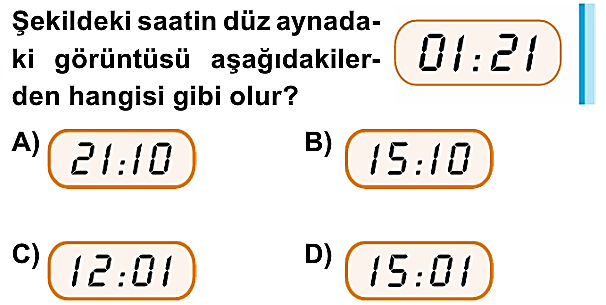 Şekildeki saatin düz aynada-
ki görüntüsü aşağıdakiler-
den hangisi gibi olur?
01:21
A) 21:10
B) 15:10
C) 12:01
D) 15:01